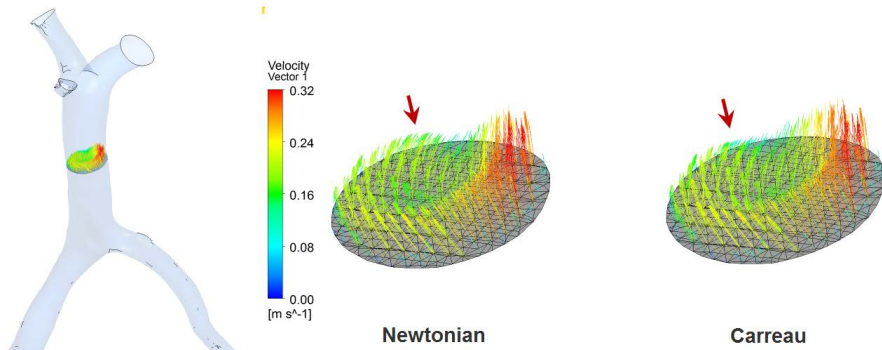 Velocity
Vector 1
0.32
0.24
0.16
0.08
0.00
[m s^-1]
Newtonian
Carreau